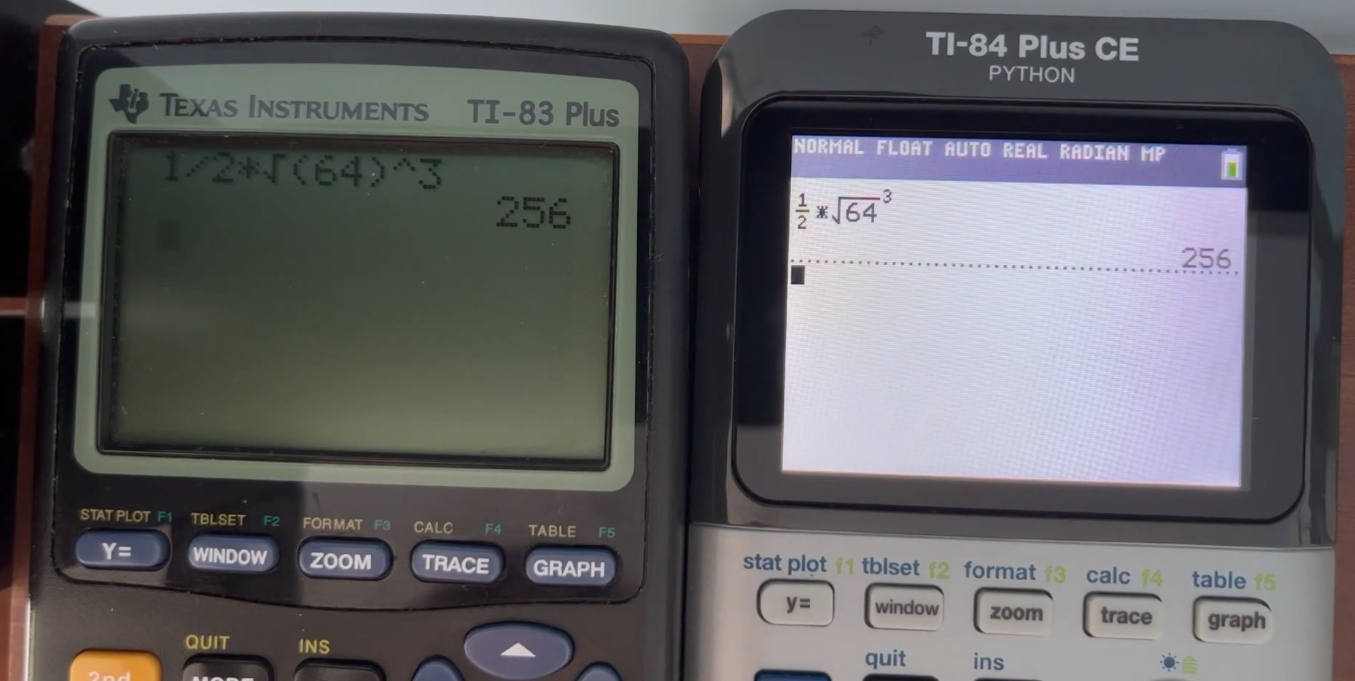 TEXAS INSTRUMENTS TI-83 Plus
1/2*√(64)^3
256
STAT PLOT F1 TBLSET F2 FORMAT F3 CALC F4 TABLE F5
Y= WINDOW ZOOM TRACE GRAPH
QUIT INS
2nd MODE
TI-84 Plus CE
PYTHON
NORMAL FLOAT AUTO REAL RADIAN MP
1/2*√64³
256
stat plot f1 tblset f2 format f3 calc f4 table f5
y= window zoom trace graph
quit ins